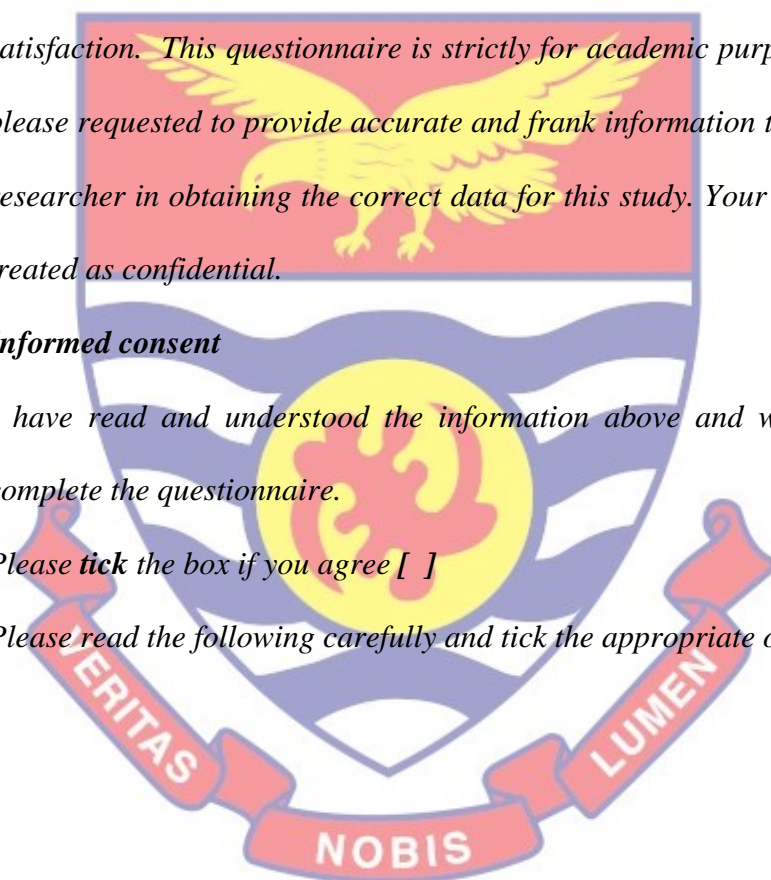 atisfaction. This questionnaire is strictly for academic purp
please requested to provide accurate and frank information t
researcher in obtaining the correct data for this study. Your
treated as confidential.
Informed consent
have read and understood the information above and w
complete the questionnaire.
Please tick the box if you agree [ ]
Please read the following carefully and tick the appropriate o
VERITAS
NOBIS
LUMEN